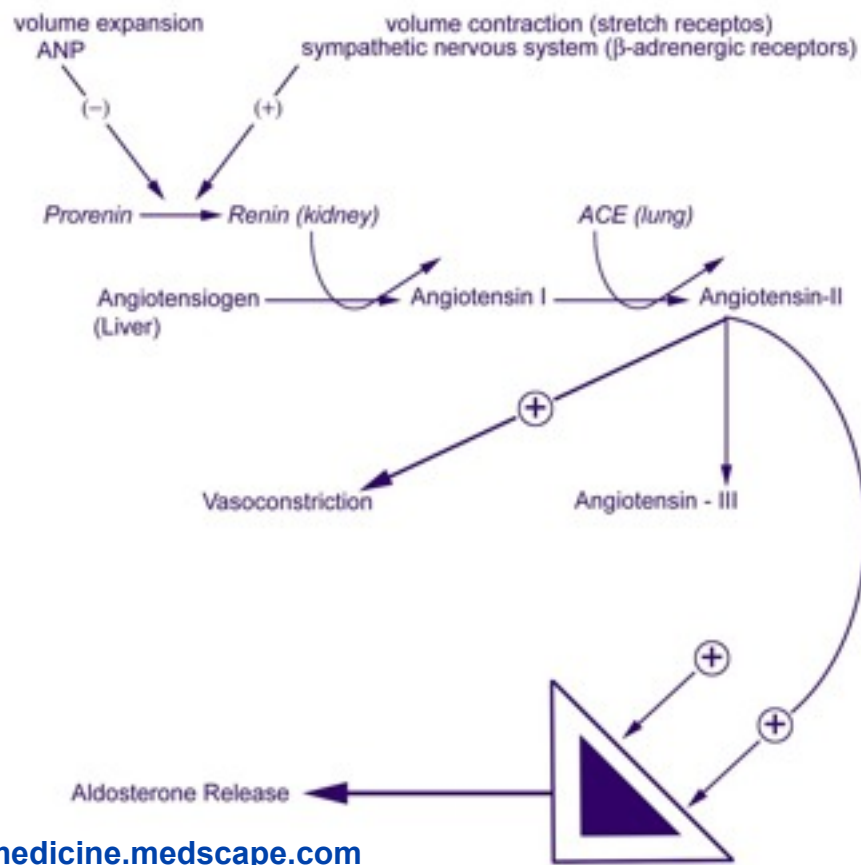 volume expansion
ANP
volume contraction (stretch receptos)
sympathetic nervous system (β-adrenergic receptors)
(−)
(+)
Prorenin
Renin (kidney)
ACE (lung)
Angiotensiogen
(Liver)
Angiotensin I
Angiotensin-II
+
Vasoconstriction
Angiotensin - III
+
+
Aldosterone Release
medicine.medscape.com